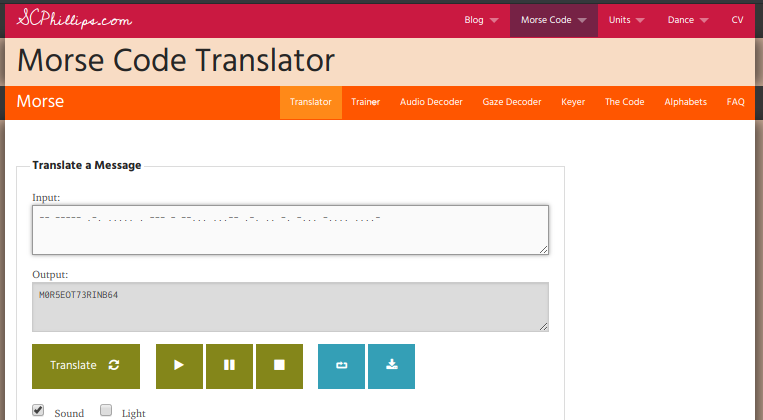 SCPhillips.com Blog Morse Code Units Dance CV
Morse Code Translator
Morse Translator Trainer Audio Decoder Gaze Decoder Keyer The Code Alphabets FAQ
Translate a Message
Input:
-- ----- .-. ..... . --- - --... ...-- .-. .. -. -... -.... ....-
Output:
M0R5EOT73RINB64
Translate
Sound Light